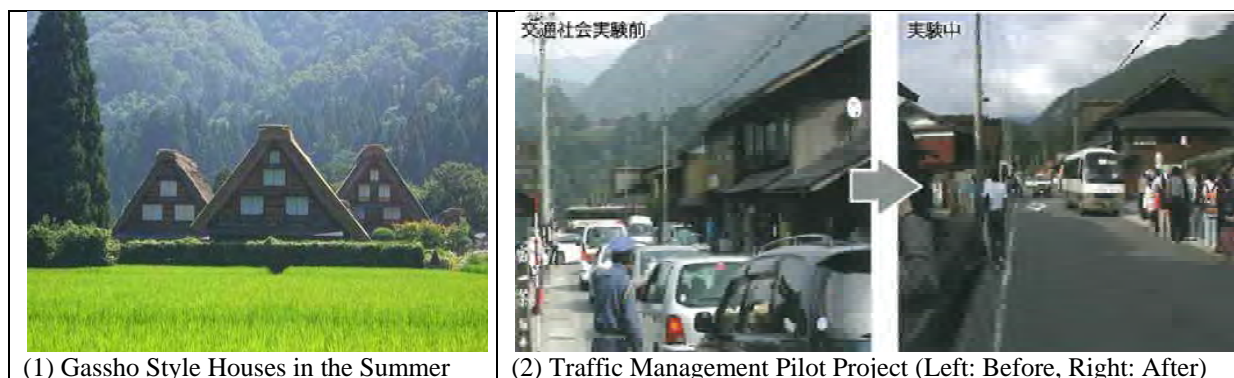 交通社会実験前
実験中
(1) Gassho Style Houses in the Summer
(2) Traffic Management Pilot Project (Left: Before, Right: After)